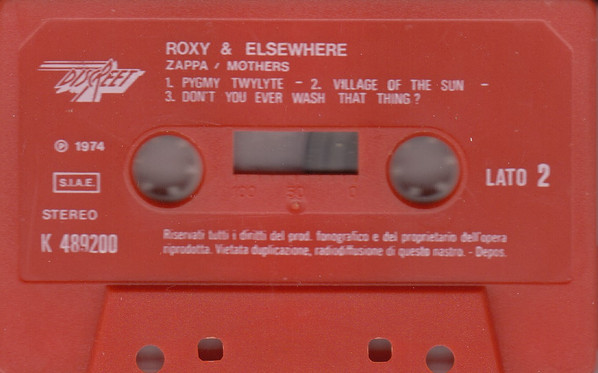 ROXY & ELSEWHERE
ZAPPA / MOTHERS
1. PYGMY TWYLYTE - 2. VILLAGE OF THE SUN -
3. DON'T YOU EVER WASH THAT THING?
DISCREET
℗ 1974
S.I.A.E.
STEREO
K 489200
100 50 0
LATO 2
Riservati tutti i diritti del prod. fonografico e del proprietario dell'opera
riprodotta. Vietata duplicazione, radiodiffusione di questo nastro. - Depos.